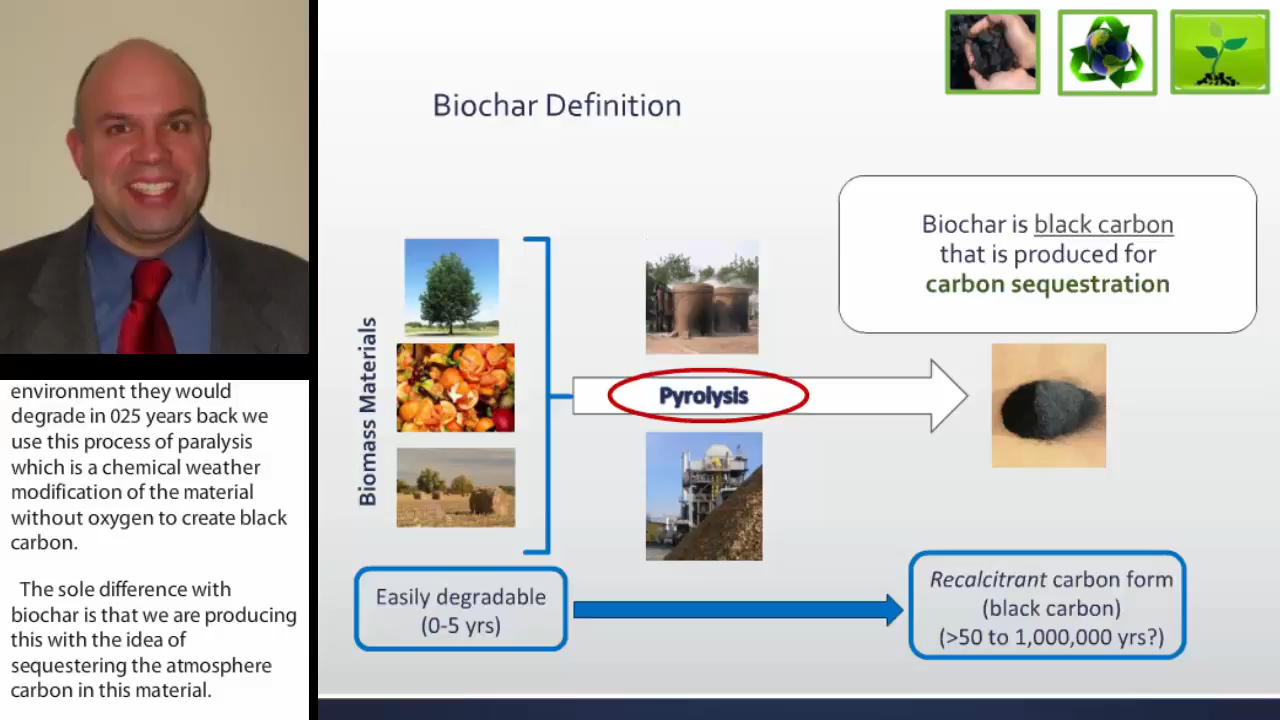 Biochar Definition
Biochar is black carbon
that is produced for
carbon sequestration
Biomass Materials
Pyrolysis
Easily degradable
(0-5 yrs)
Recalcitrant carbon form
(black carbon)
(>50 to 1,000,000 yrs?)
environment they would
degrade in 025 years back we
use this process of paralysis
which is a chemical weather
modification of the material
without oxygen to create black
carbon.
The sole difference with
biochar is that we are producing
this with the idea of
sequestering the atmosphere
carbon in this material.